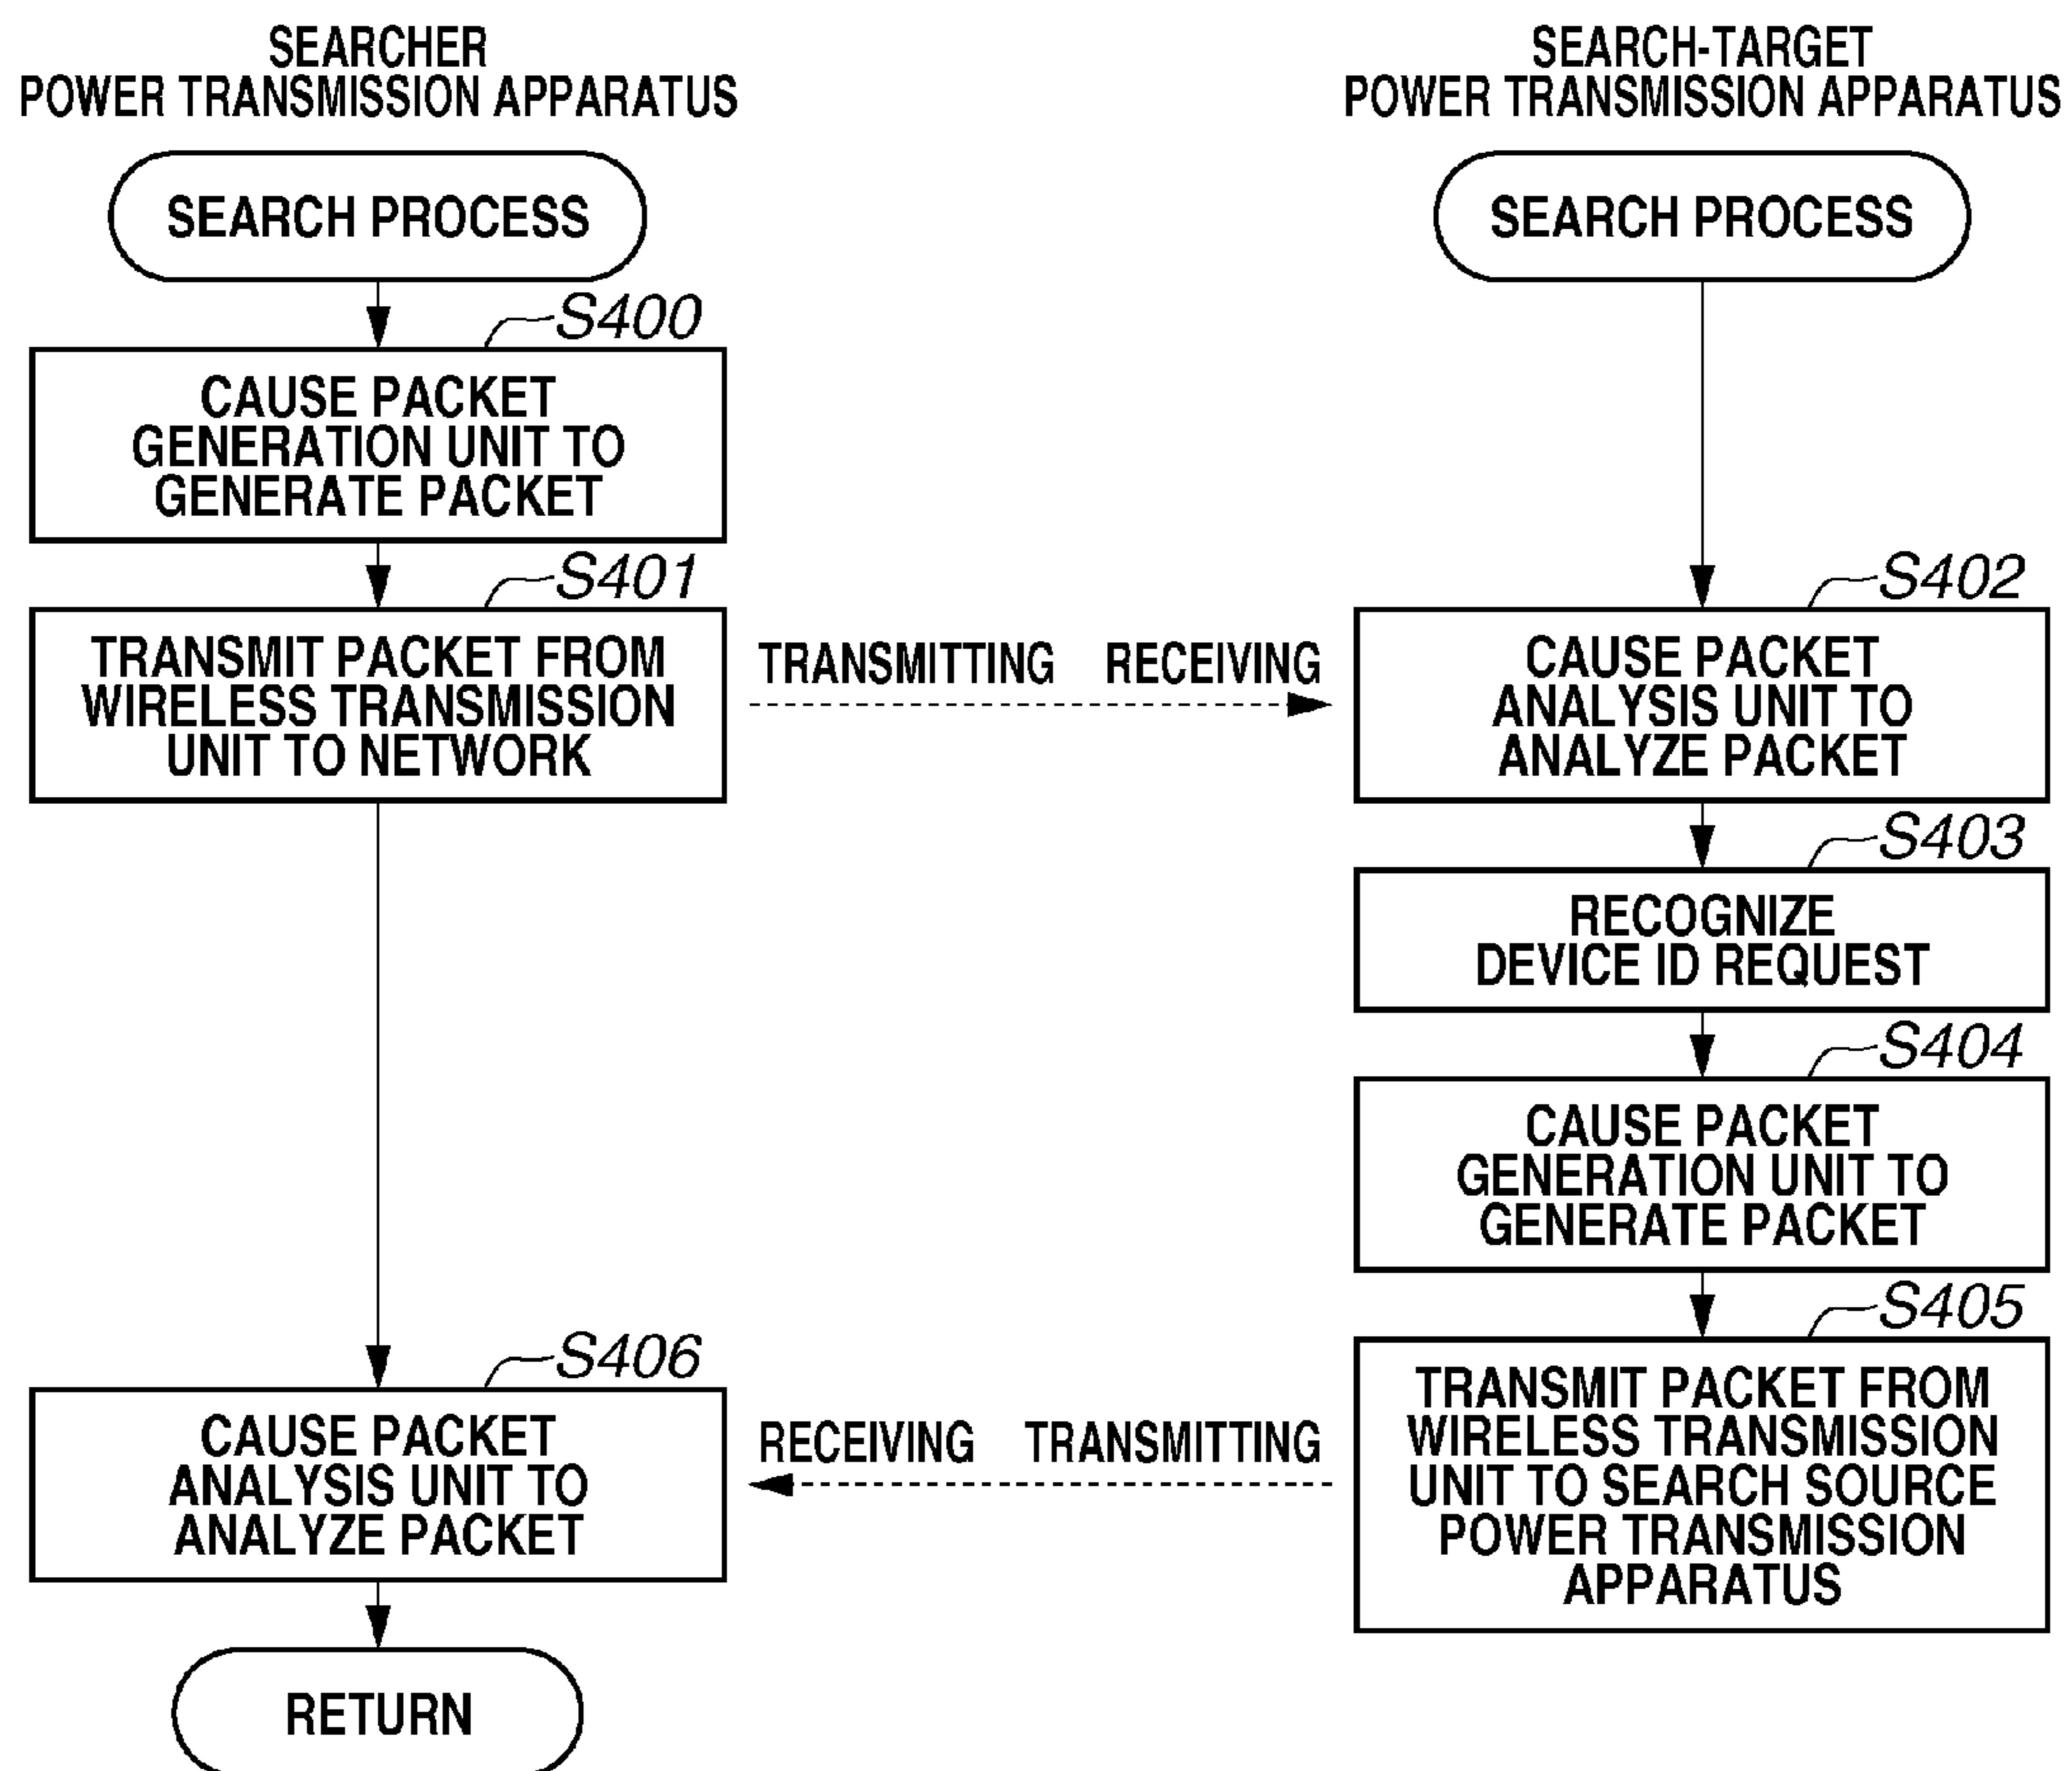 SEARCHER
POWER TRANSMISSION APPARATUS
SEARCH PROCESS
S400
CAUSE PACKET
GENERATION UNIT TO
GENERATE PACKET
S401
TRANSMIT PACKET FROM
WIRELESS TRANSMISSION
UNIT TO NETWORK
TRANSMITTING RECEIVING
SEARCH-TARGET
POWER TRANSMISSION APPARATUS
SEARCH PROCESS
S402
CAUSE PACKET
ANALYSIS UNIT TO
ANALYZE PACKET
S403
RECOGNIZE
DEVICE ID REQUEST
S404
CAUSE PACKET
GENERATION UNIT TO
GENERATE PACKET
S405
TRANSMIT PACKET FROM
WIRELESS TRANSMISSION
UNIT TO SEARCH SOURCE
POWER TRANSMISSION
APPARATUS
RECEIVING TRANSMITTING
S406
CAUSE PACKET
ANALYSIS UNIT TO
ANALYZE PACKET
RETURN